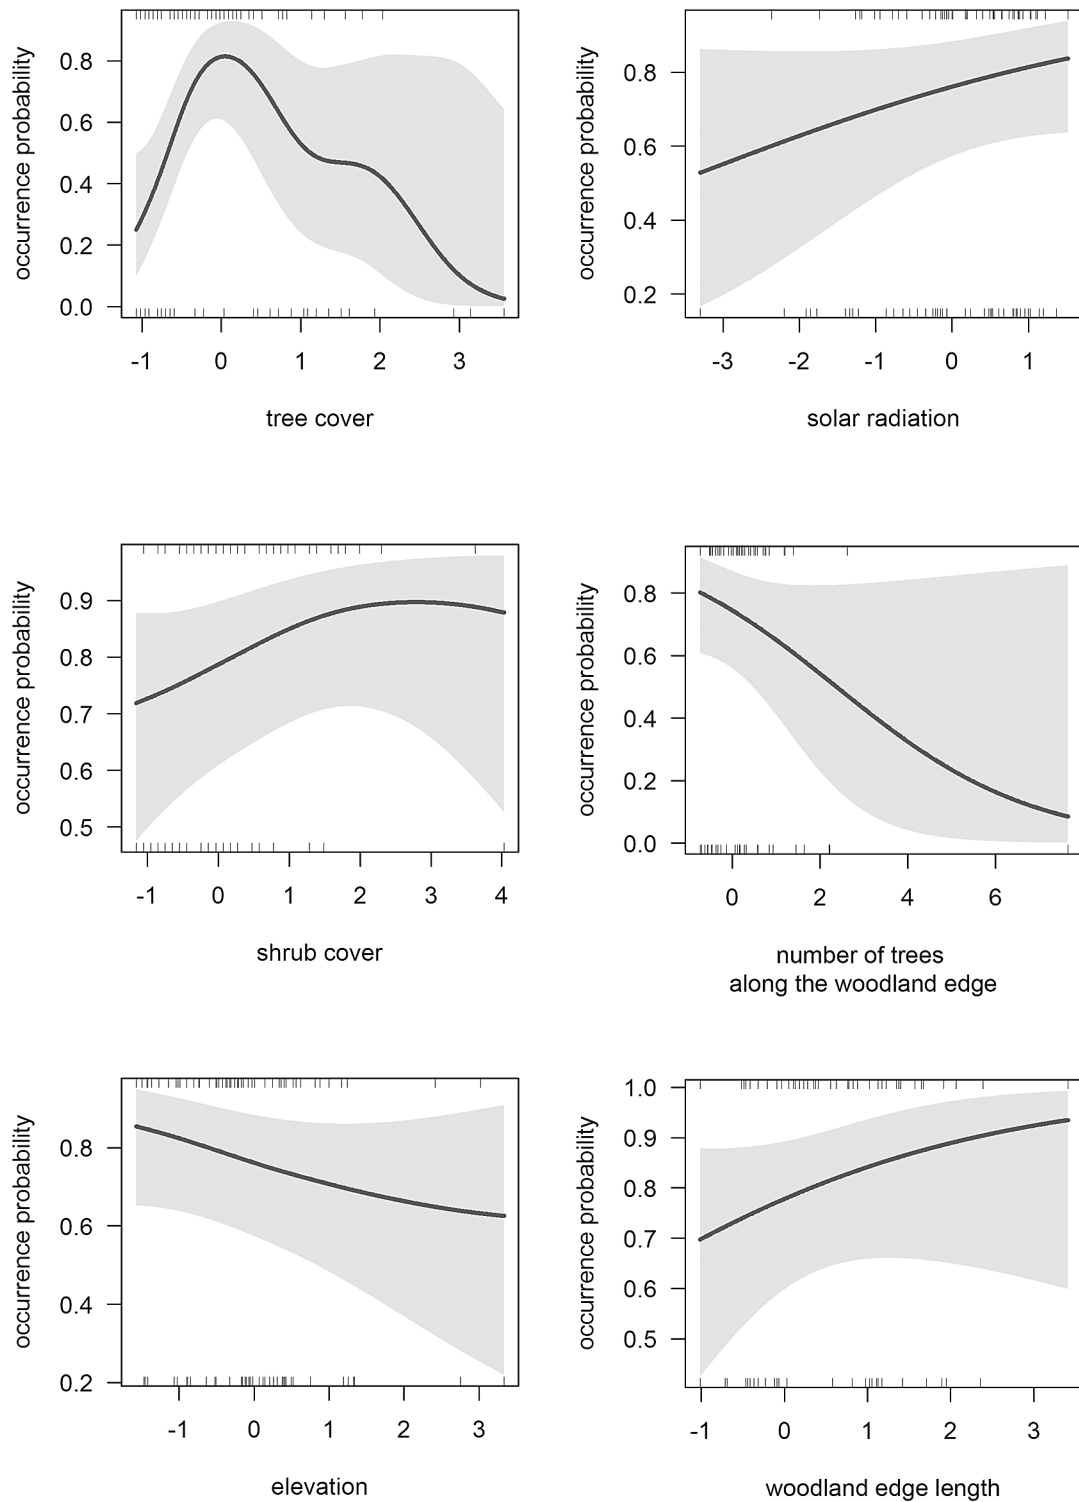 occurrence probability
0.8
0.6
0.4
0.2
0.0
-1 0 1 2 3
tree cover
occurrence probability
0.8
0.6
0.4
0.2
-3 -2 -1 0 1
solar radiation
occurrence probability
0.9
0.8
0.7
0.6
0.5
-1 0 1 2 3 4
shrub cover
occurrence probability
0.8
0.6
0.4
0.2
0.0
0 2 4 6
number of trees
along the woodland edge
occurrence probability
0.8
0.6
0.4
0.2
-1 0 1 2 3
elevation
occurrence probability
1.0
0.9
0.8
0.7
0.6
0.5
-1 0 1 2 3
woodland edge length